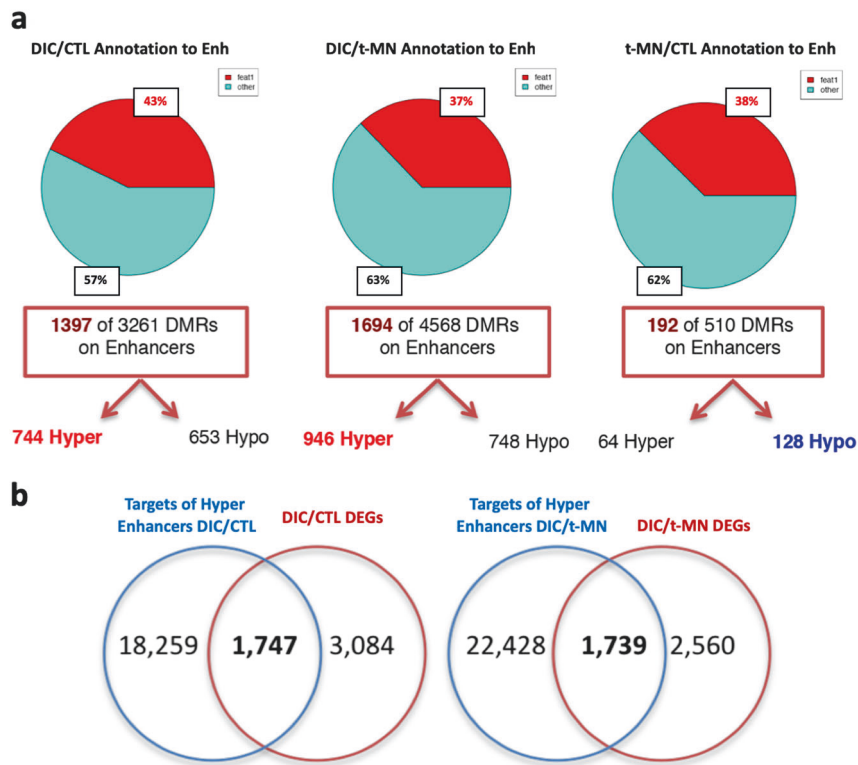 a
DIC/CTL Annotation to Enh
feat1
other
43%
57%
1397 of 3261 DMRs
on Enhancers
744 Hyper
653 Hypo
DIC/t-MN Annotation to Enh
feat1
other
37%
63%
1694 of 4568 DMRs
on Enhancers
946 Hyper
748 Hypo
t-MN/CTL Annotation to Enh
feat1
other
38%
62%
192 of 510 DMRs
on Enhancers
64 Hyper
128 Hypo
b
Targets of Hyper
Enhancers DIC/CTL
DIC/CTL DEGs
18,259
1,747
3,084
Targets of Hyper
Enhancers DIC/t-MN
DIC/t-MN DEGs
22,428
1,739
2,560